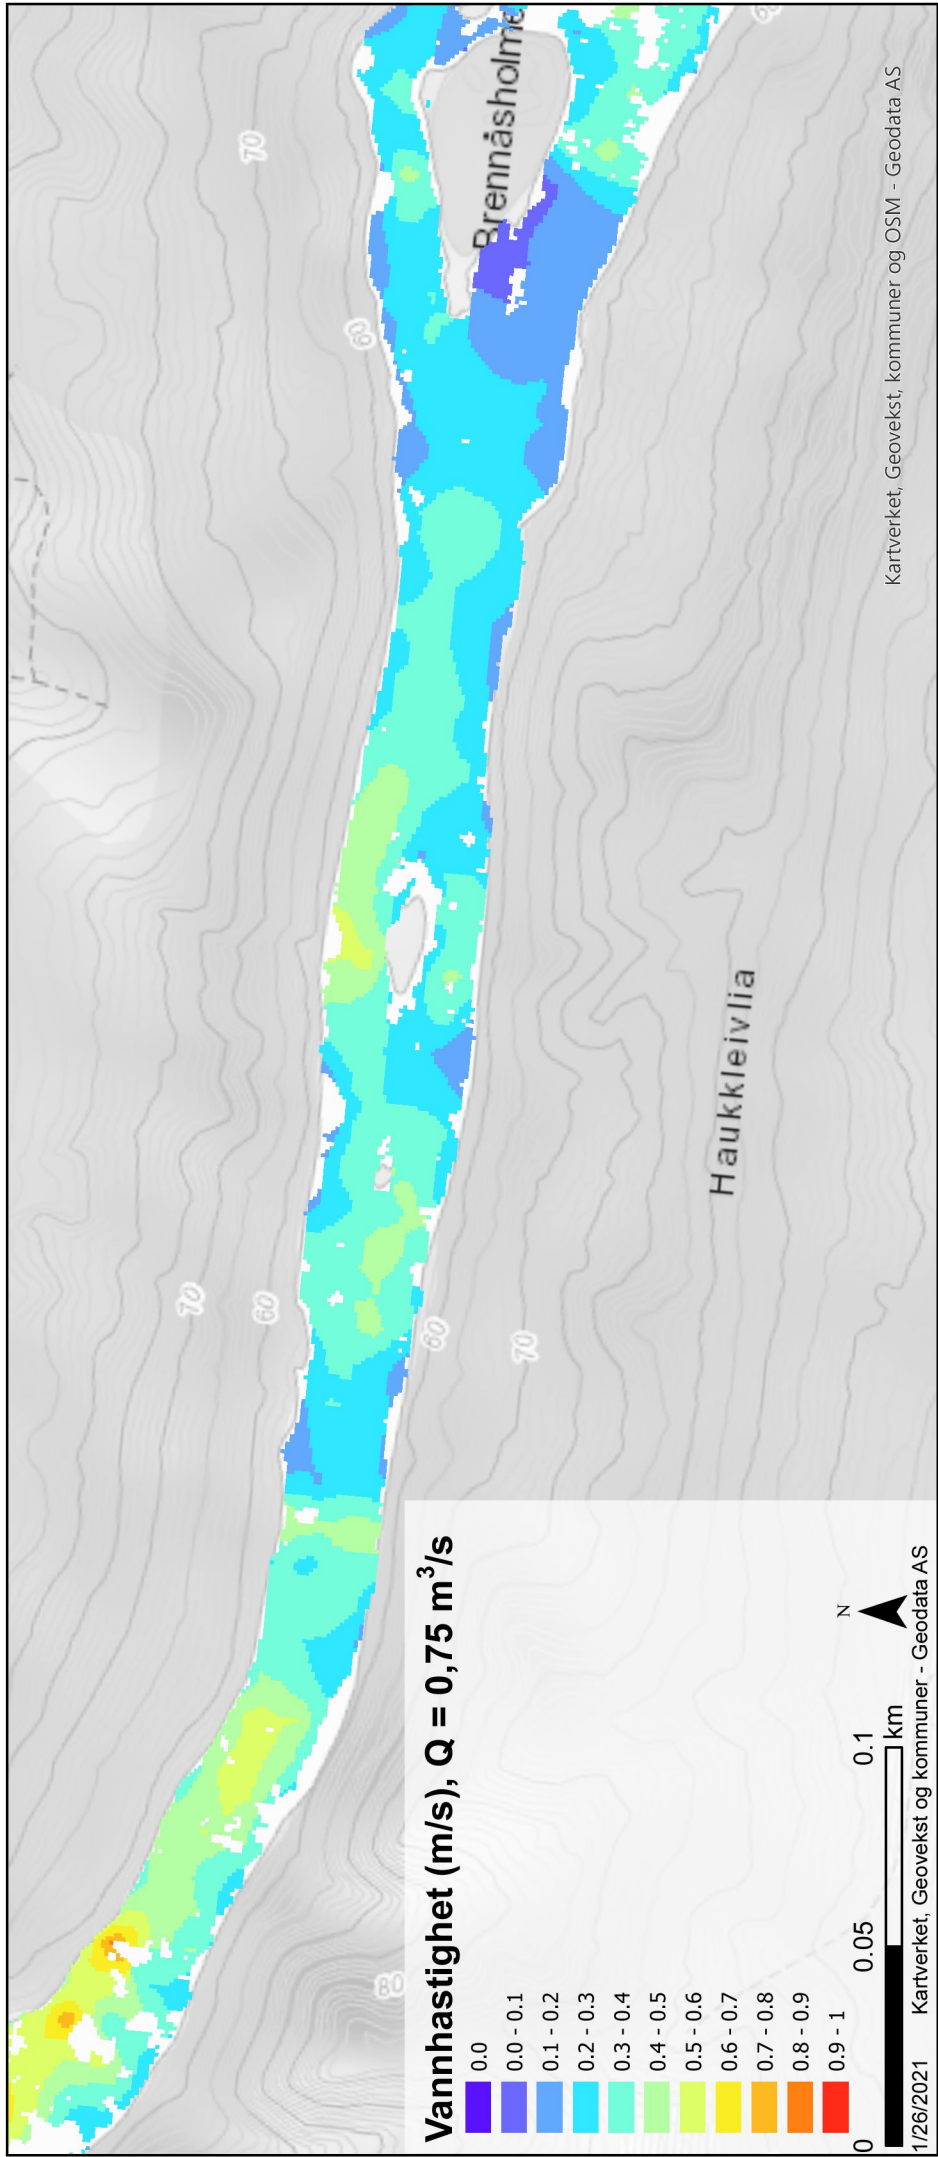 70
60
Brennåsholme
60
Kartverket, Geovekst, kommuner og OSM - Geodata AS
Haukkleivlia
70
60
60
70
80
Vannhastighet (m/s), Q = 0,75 m³/s
0.0
0.0 - 0.1
0.1 - 0.2
0.2 - 0.3
0.3 - 0.4
0.4 - 0.5
0.5 - 0.6
0.6 - 0.7
0.7 - 0.8
0.8 - 0.9
0.9 - 1
N
0 0.05 0.1
km
1/26/2021 Kartverket, Geovekst og kommuner - Geodata AS